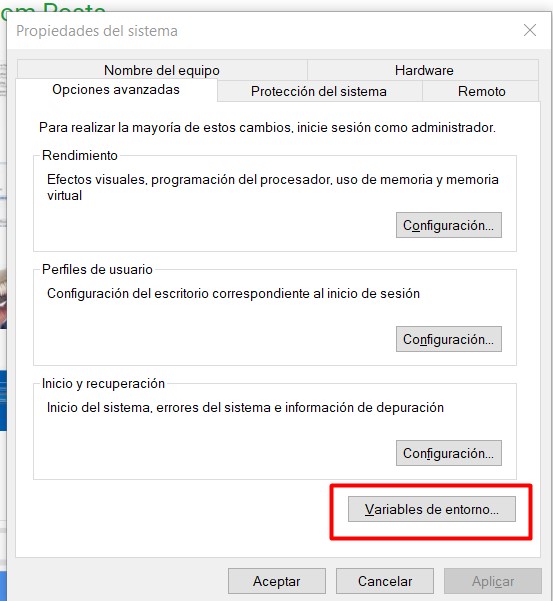 Propiedades del sistema
Nombre del equipo
Hardware
Opciones avanzadas
Protección del sistema
Remoto
Para realizar la mayoría de estos cambios, inicie sesión como administrador.
Rendimiento
Efectos visuales, programación del procesador, uso de memoria y memoria
virtual
Configuración...
Perfiles de usuario
Configuración del escritorio correspondiente al inicio de sesión
Configuración...
Inicio y recuperación
Inicio del sistema, errores del sistema e información de depuración
Configuración...
Variables de entorno...
Aceptar
Cancelar
Aplicar